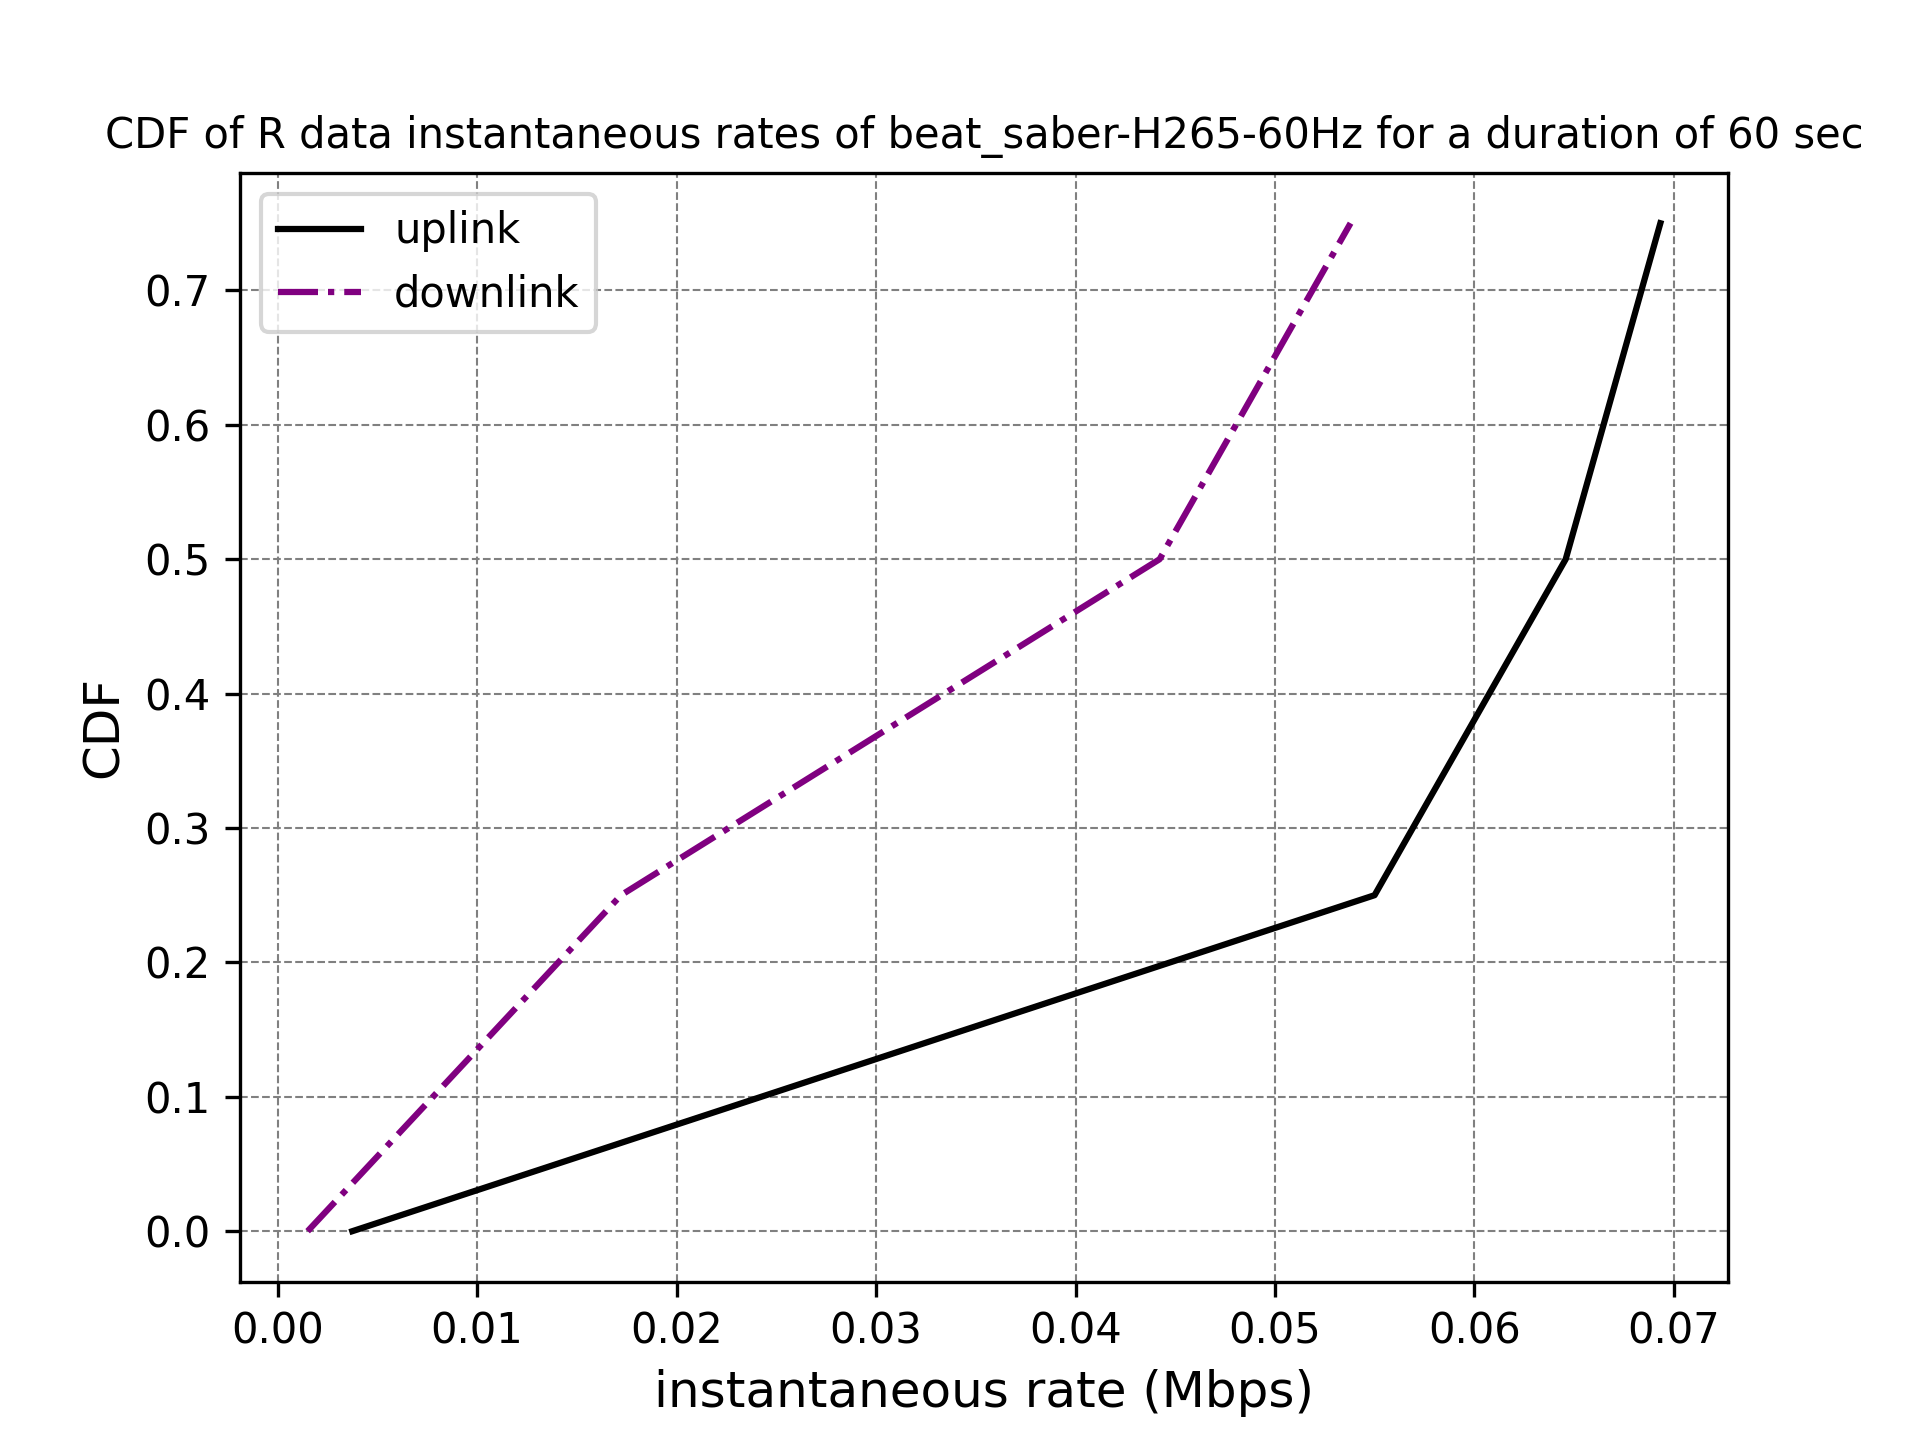 CDF of R data instantaneous rates of beat_saber-H265-60Hz for a duration of 60 sec
uplink
downlink
0.7
0.6
0.5
0.4
0.3
0.2
0.1
0.0
CDF
0.00 0.01 0.02 0.03 0.04 0.05 0.06 0.07
instantaneous rate (Mbps)